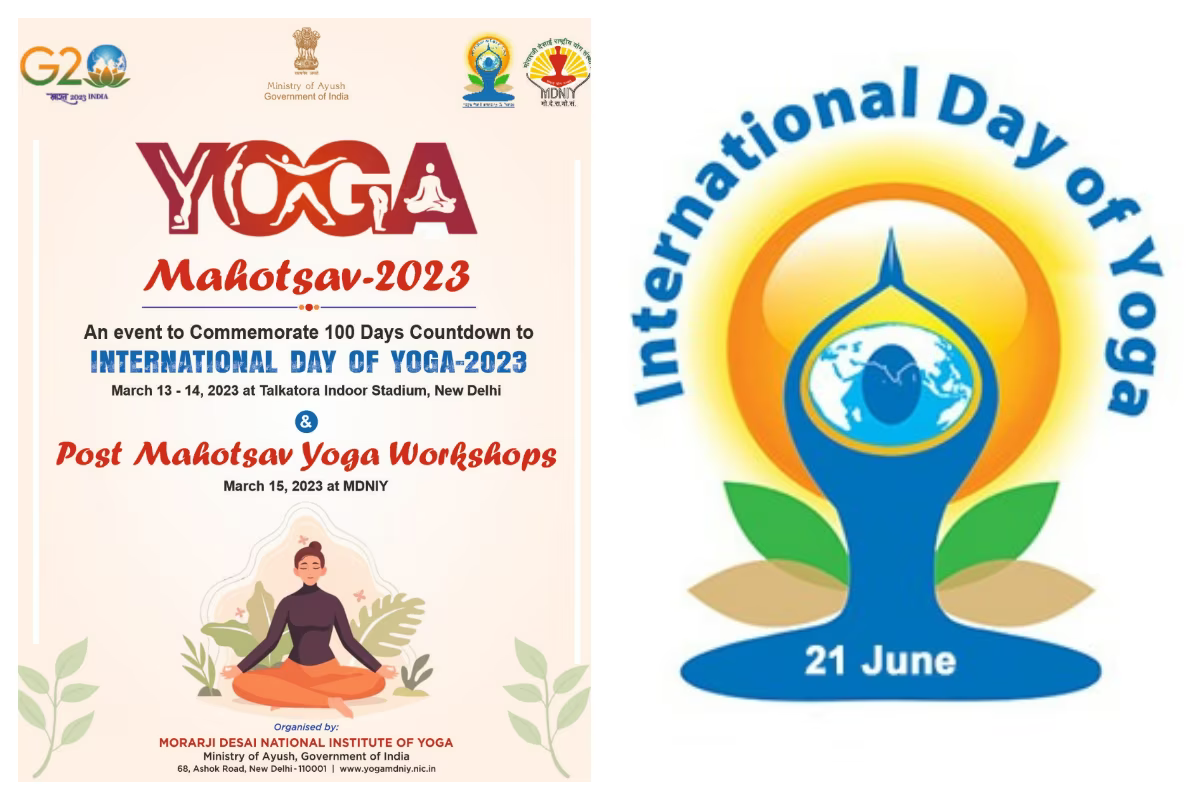 G20
2023 INDIA
Ministry of Ayush
Government of India
MDNIY
मो.दे.रा.यो.सं.
YOGA
Mahotsav-2023
An event to Commemorate 100 Days Countdown to
INTERNATIONAL DAY OF YOGA-2023
March 13 - 14, 2023 at Talkatora Indoor Stadium, New Delhi
&
Post Mahotsav Yoga Workshops
March 15, 2023 at MDNIY
Organised by:
MORARJI DESAI NATIONAL INSTITUTE OF YOGA
Ministry of Ayush, Government of India
68, Ashok Road, New Delhi - 110001 | www.yogamdniy.nic.in
International Day of Yoga
21 June